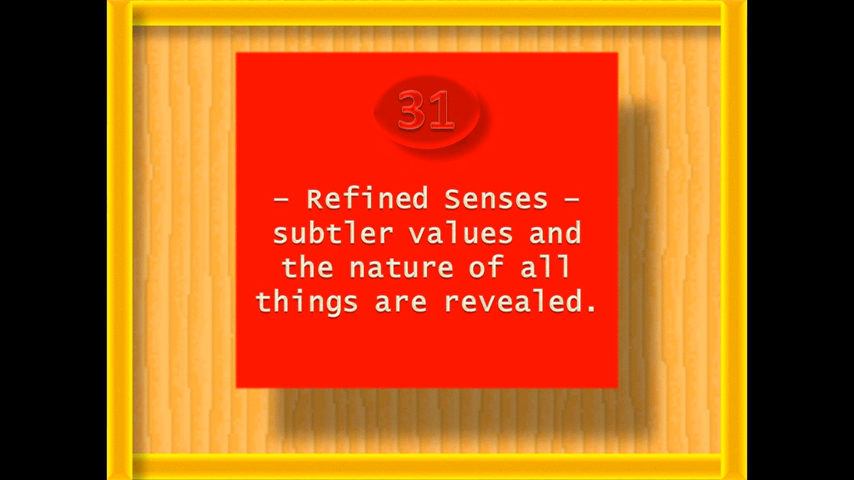 31
– Refined Senses –
subtler values and
the nature of all
things are revealed.